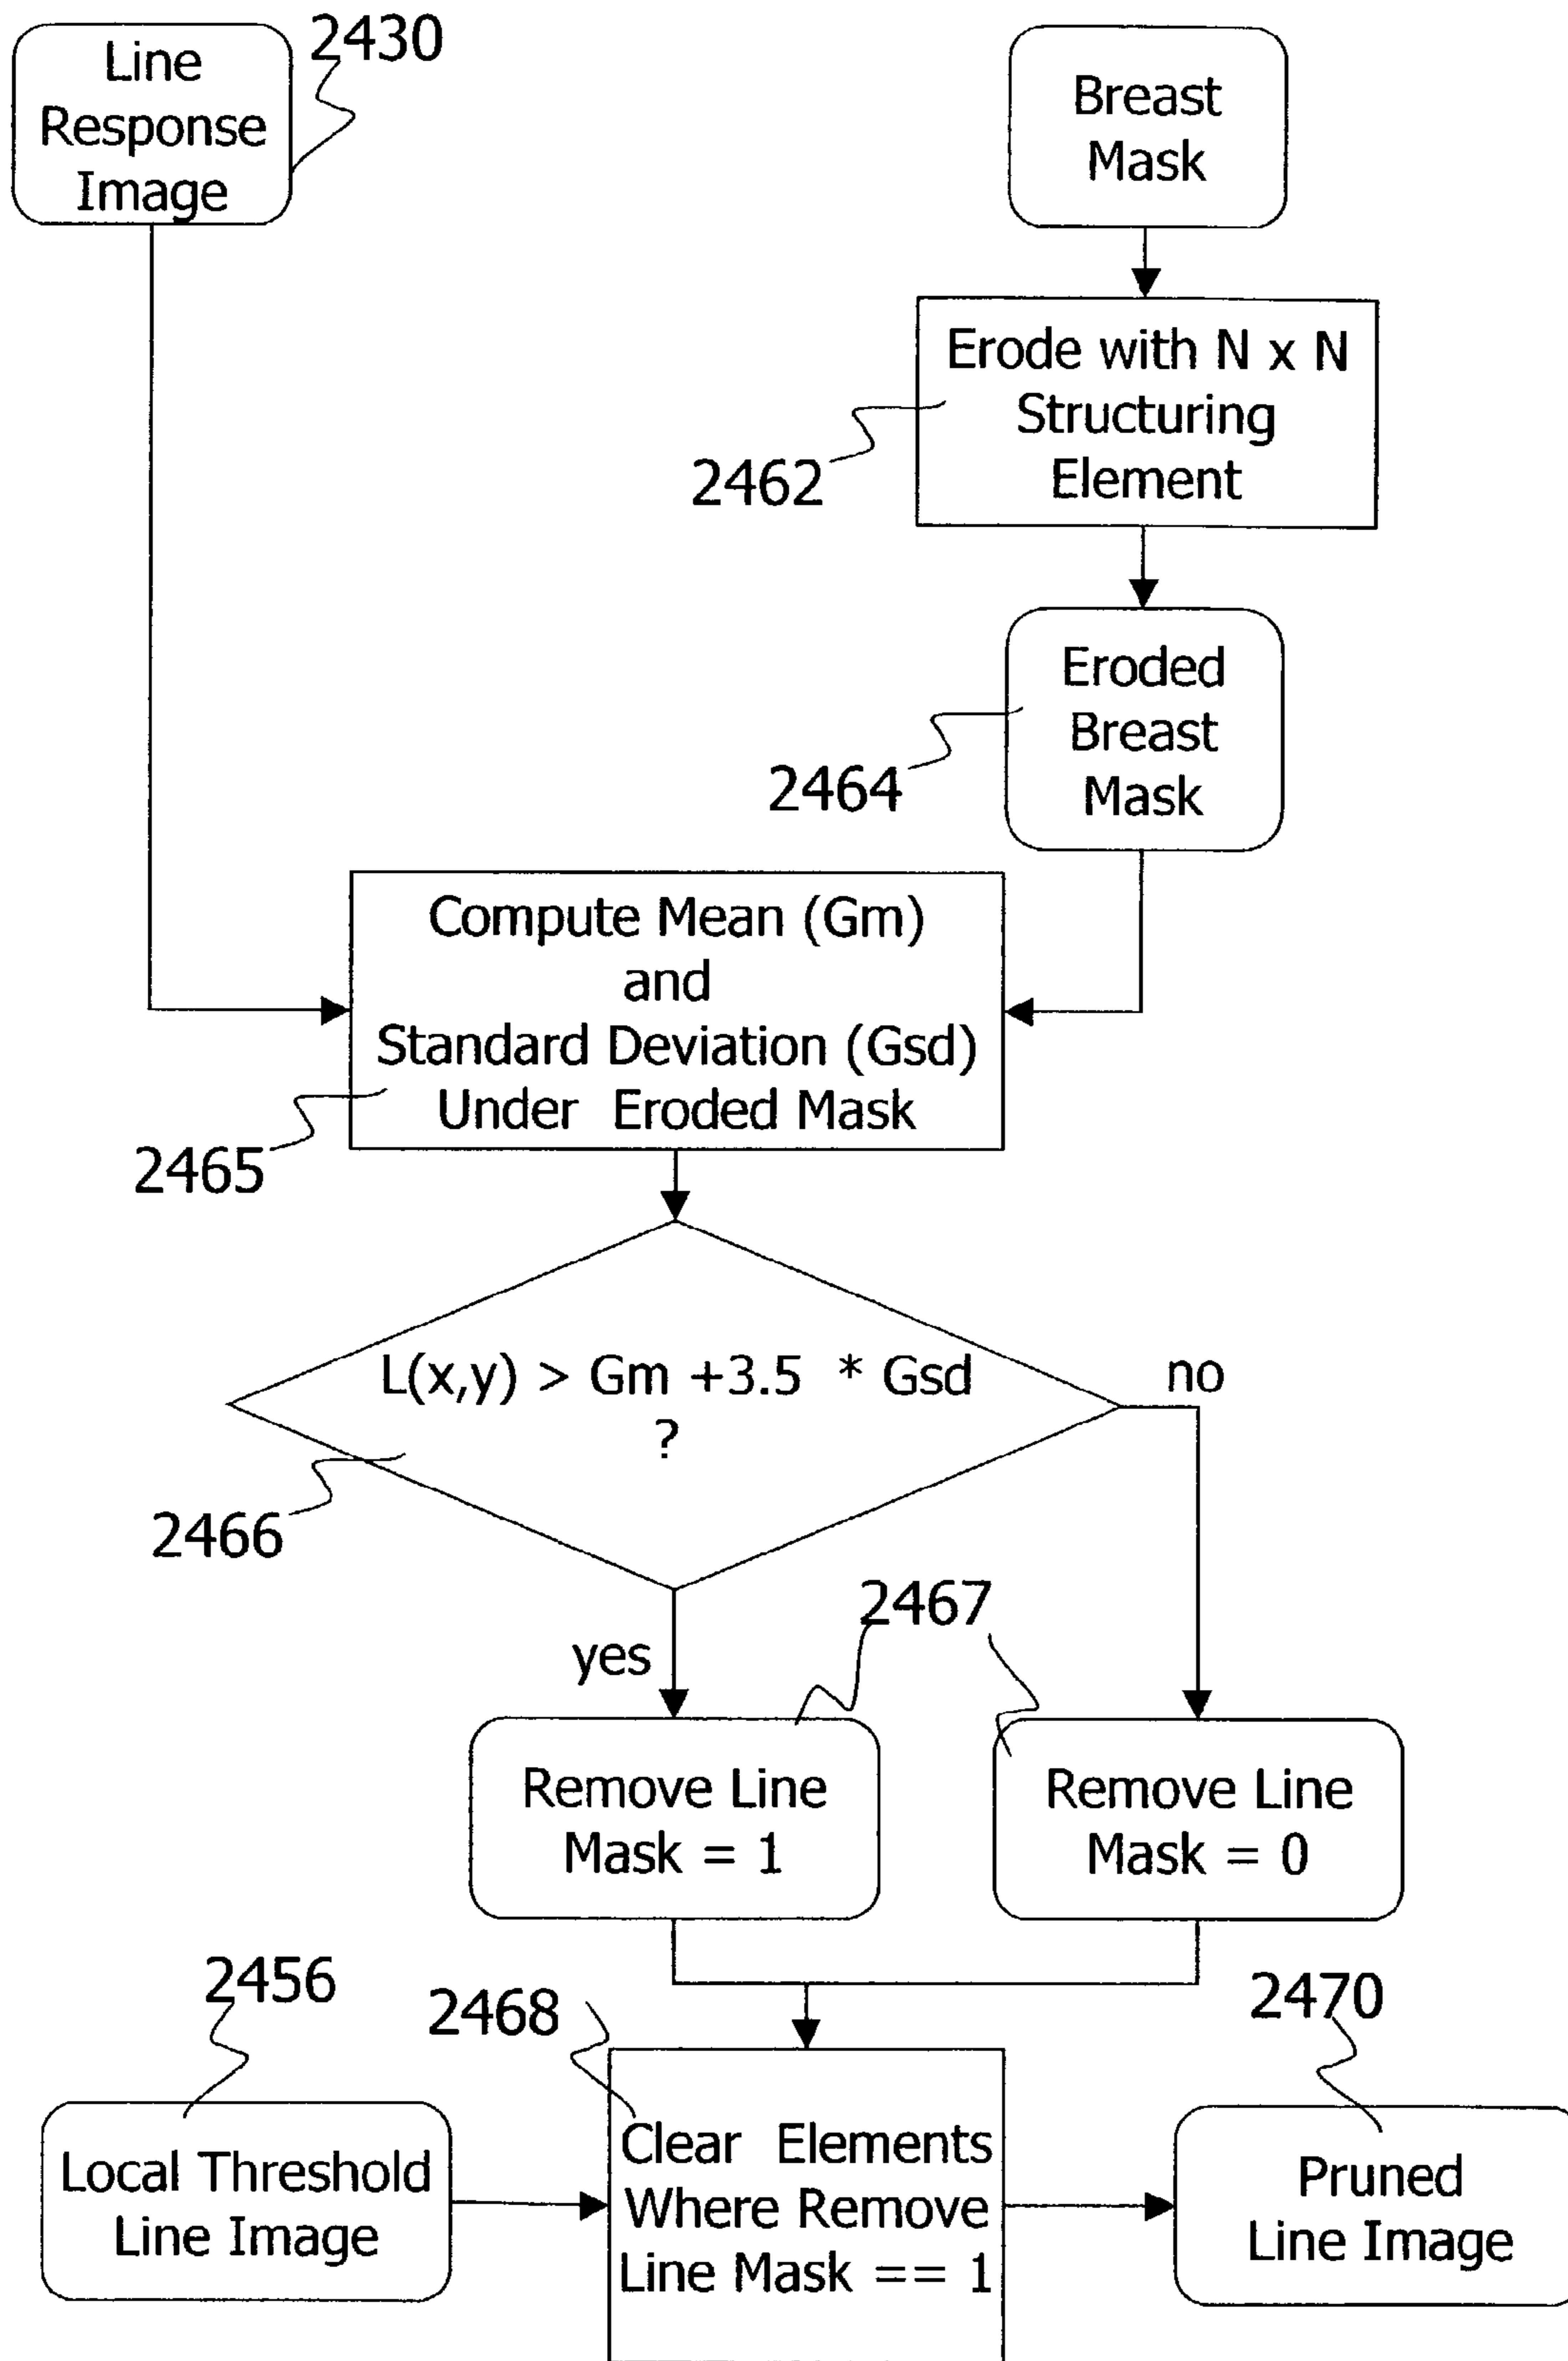 Line
Response
Image
2430
Breast
Mask
Erode with N x N
Structuring
Element
2462
Eroded
Breast
Mask
2464
Compute Mean (Gm)
and
Standard Deviation (Gsd)
Under Eroded Mask
2465
L(x,y) > Gm +3.5 * Gsd
?
no
2466
2467
yes
Remove Line
Mask = 1
Remove Line
Mask = 0
2456
2468
2470
Local Threshold
Line Image
Clear Elements
Where Remove
Line Mask == 1
Pruned
Line Image